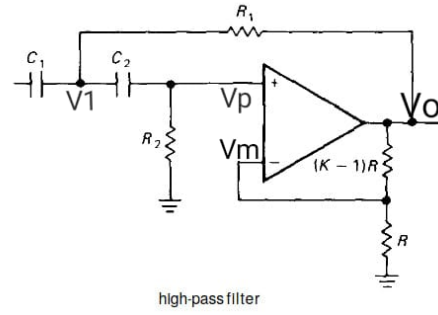 R₁
C₁
C₂
V1
Vp
+
Vo
R₂
Vm
−
(K − 1)R
R
high-pass filter